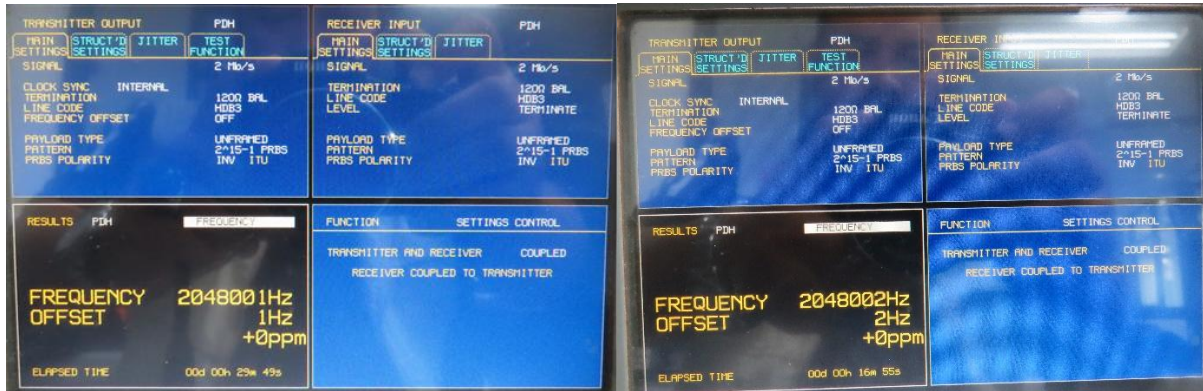 TRANSMITTER OUTPUT PDH
MAIN SETTINGS STRUCT'D SETTINGS JITTER TEST FUNCTION
SIGNAL 2 Mb/s
CLOCK SYNC INTERNAL
TERMINATION 120Ω BAL
LINE CODE HDB3
FREQUENCY OFFSET OFF
PAYLOAD TYPE UNFRAMED
PATTERN 2^15-1 PRBS
PRBS POLARITY INV ITU
RECEIVER INPUT PDH
MAIN SETTINGS STRUCT'D SETTINGS JITTER
SIGNAL 2 Mb/s
TERMINATION 120Ω BAL
LINE CODE HDB3
LEVEL TERMINATE
PAYLOAD TYPE UNFRAMED
PATTERN 2^15-1 PRBS
PRBS POLARITY INV ITU
RESULTS PDH FREQUENCY
FREQUENCY 2048001Hz
OFFSET 1Hz
+0ppm
ELAPSED TIME 00d 00h 29m 49s
FUNCTION SETTINGS CONTROL
TRANSMITTER AND RECEIVER COUPLED
RECEIVER COUPLED TO TRANSMITTER
TRANSMITTER OUTPUT PDH
MAIN SETTINGS STRUCT'D SETTINGS JITTER TEST FUNCTION
SIGNAL 2 Mb/s
CLOCK SYNC INTERNAL
TERMINATION 120Ω BAL
LINE CODE HDB3
FREQUENCY OFFSET OFF
PAYLOAD TYPE UNFRAMED
PATTERN 2^15-1 PRBS
PRBS POLARITY INV ITU
RECEIVER PDH
MAIN SETTINGS STRUCT'D SETTINGS JITTER
SIGNAL 2 Mb/s
TERMINATION 120Ω BAL
LINE CODE HDB3
LEVEL TERMINATE
PAYLOAD TYPE UNFRAMED
PATTERN 2^15-1 PRBS
PRBS POLARITY INV ITU
RESULTS PDH FREQUENCY
FREQUENCY 2048002Hz
OFFSET 2Hz
+0ppm
ELAPSED TIME 00d 00h 16m 55s
FUNCTION SETTINGS CONTROL
TRANSMITTER AND RECEIVER COUPLED
RECEIVER COUPLED TO TRANSMITTER